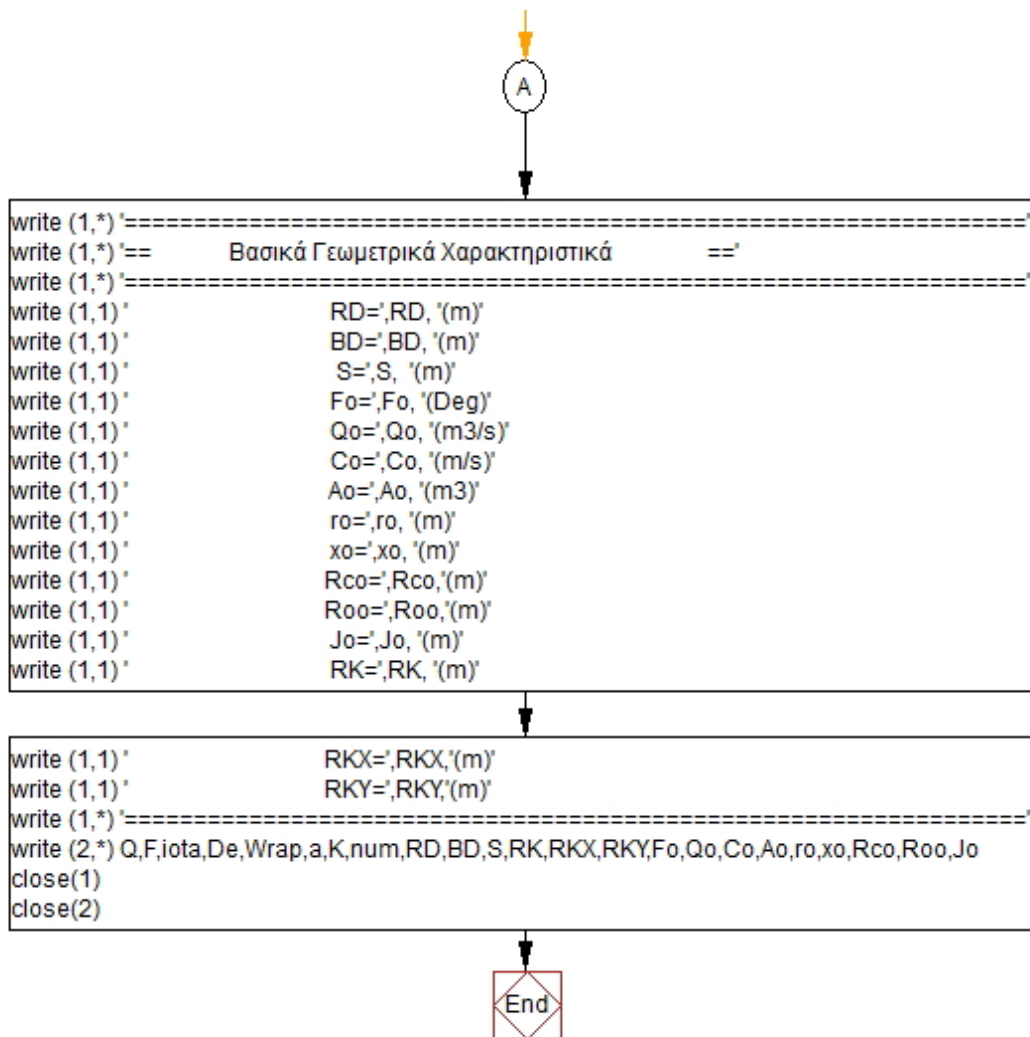 A
write (1,*) '================================================================='
write (1,*) '==              Βασικά Γεωμετρικά Χαρακτηριστικά              =='
write (1,*) '================================================================='
write (1,1) '                             RD=',RD, '(m)'
write (1,1) '                             BD=',BD, '(m)'
write (1,1) '                              S=',S,  '(m)'
write (1,1) '                             Fo=',Fo, '(Deg)'
write (1,1) '                             Qo=',Qo, '(m3/s)'
write (1,1) '                             Co=',Co, '(m/s)'
write (1,1) '                             Ao=',Ao, '(m3)'
write (1,1) '                             ro=',ro, '(m)'
write (1,1) '                             xo=',xo, '(m)'
write (1,1) '                            Rco=',Rco,'(m)'
write (1,1) '                            Roo=',Roo,'(m)'
write (1,1) '                             Jo=',Jo, '(m)'
write (1,1) '                             RK=',RK, '(m)'
write (1,1) '                            RKX=',RKX,'(m)'
write (1,1) '                            RKY=',RKY,'(m)'
write (1,*) '================================================================='
write (2,*) Q,F,iota,De,Wrap,a,K,num,RD,BD,S,RK,RKX,RKY,Fo,Qo,Co,Ao,ro,xo,Rco,Roo,Jo
close(1)
close(2)
End